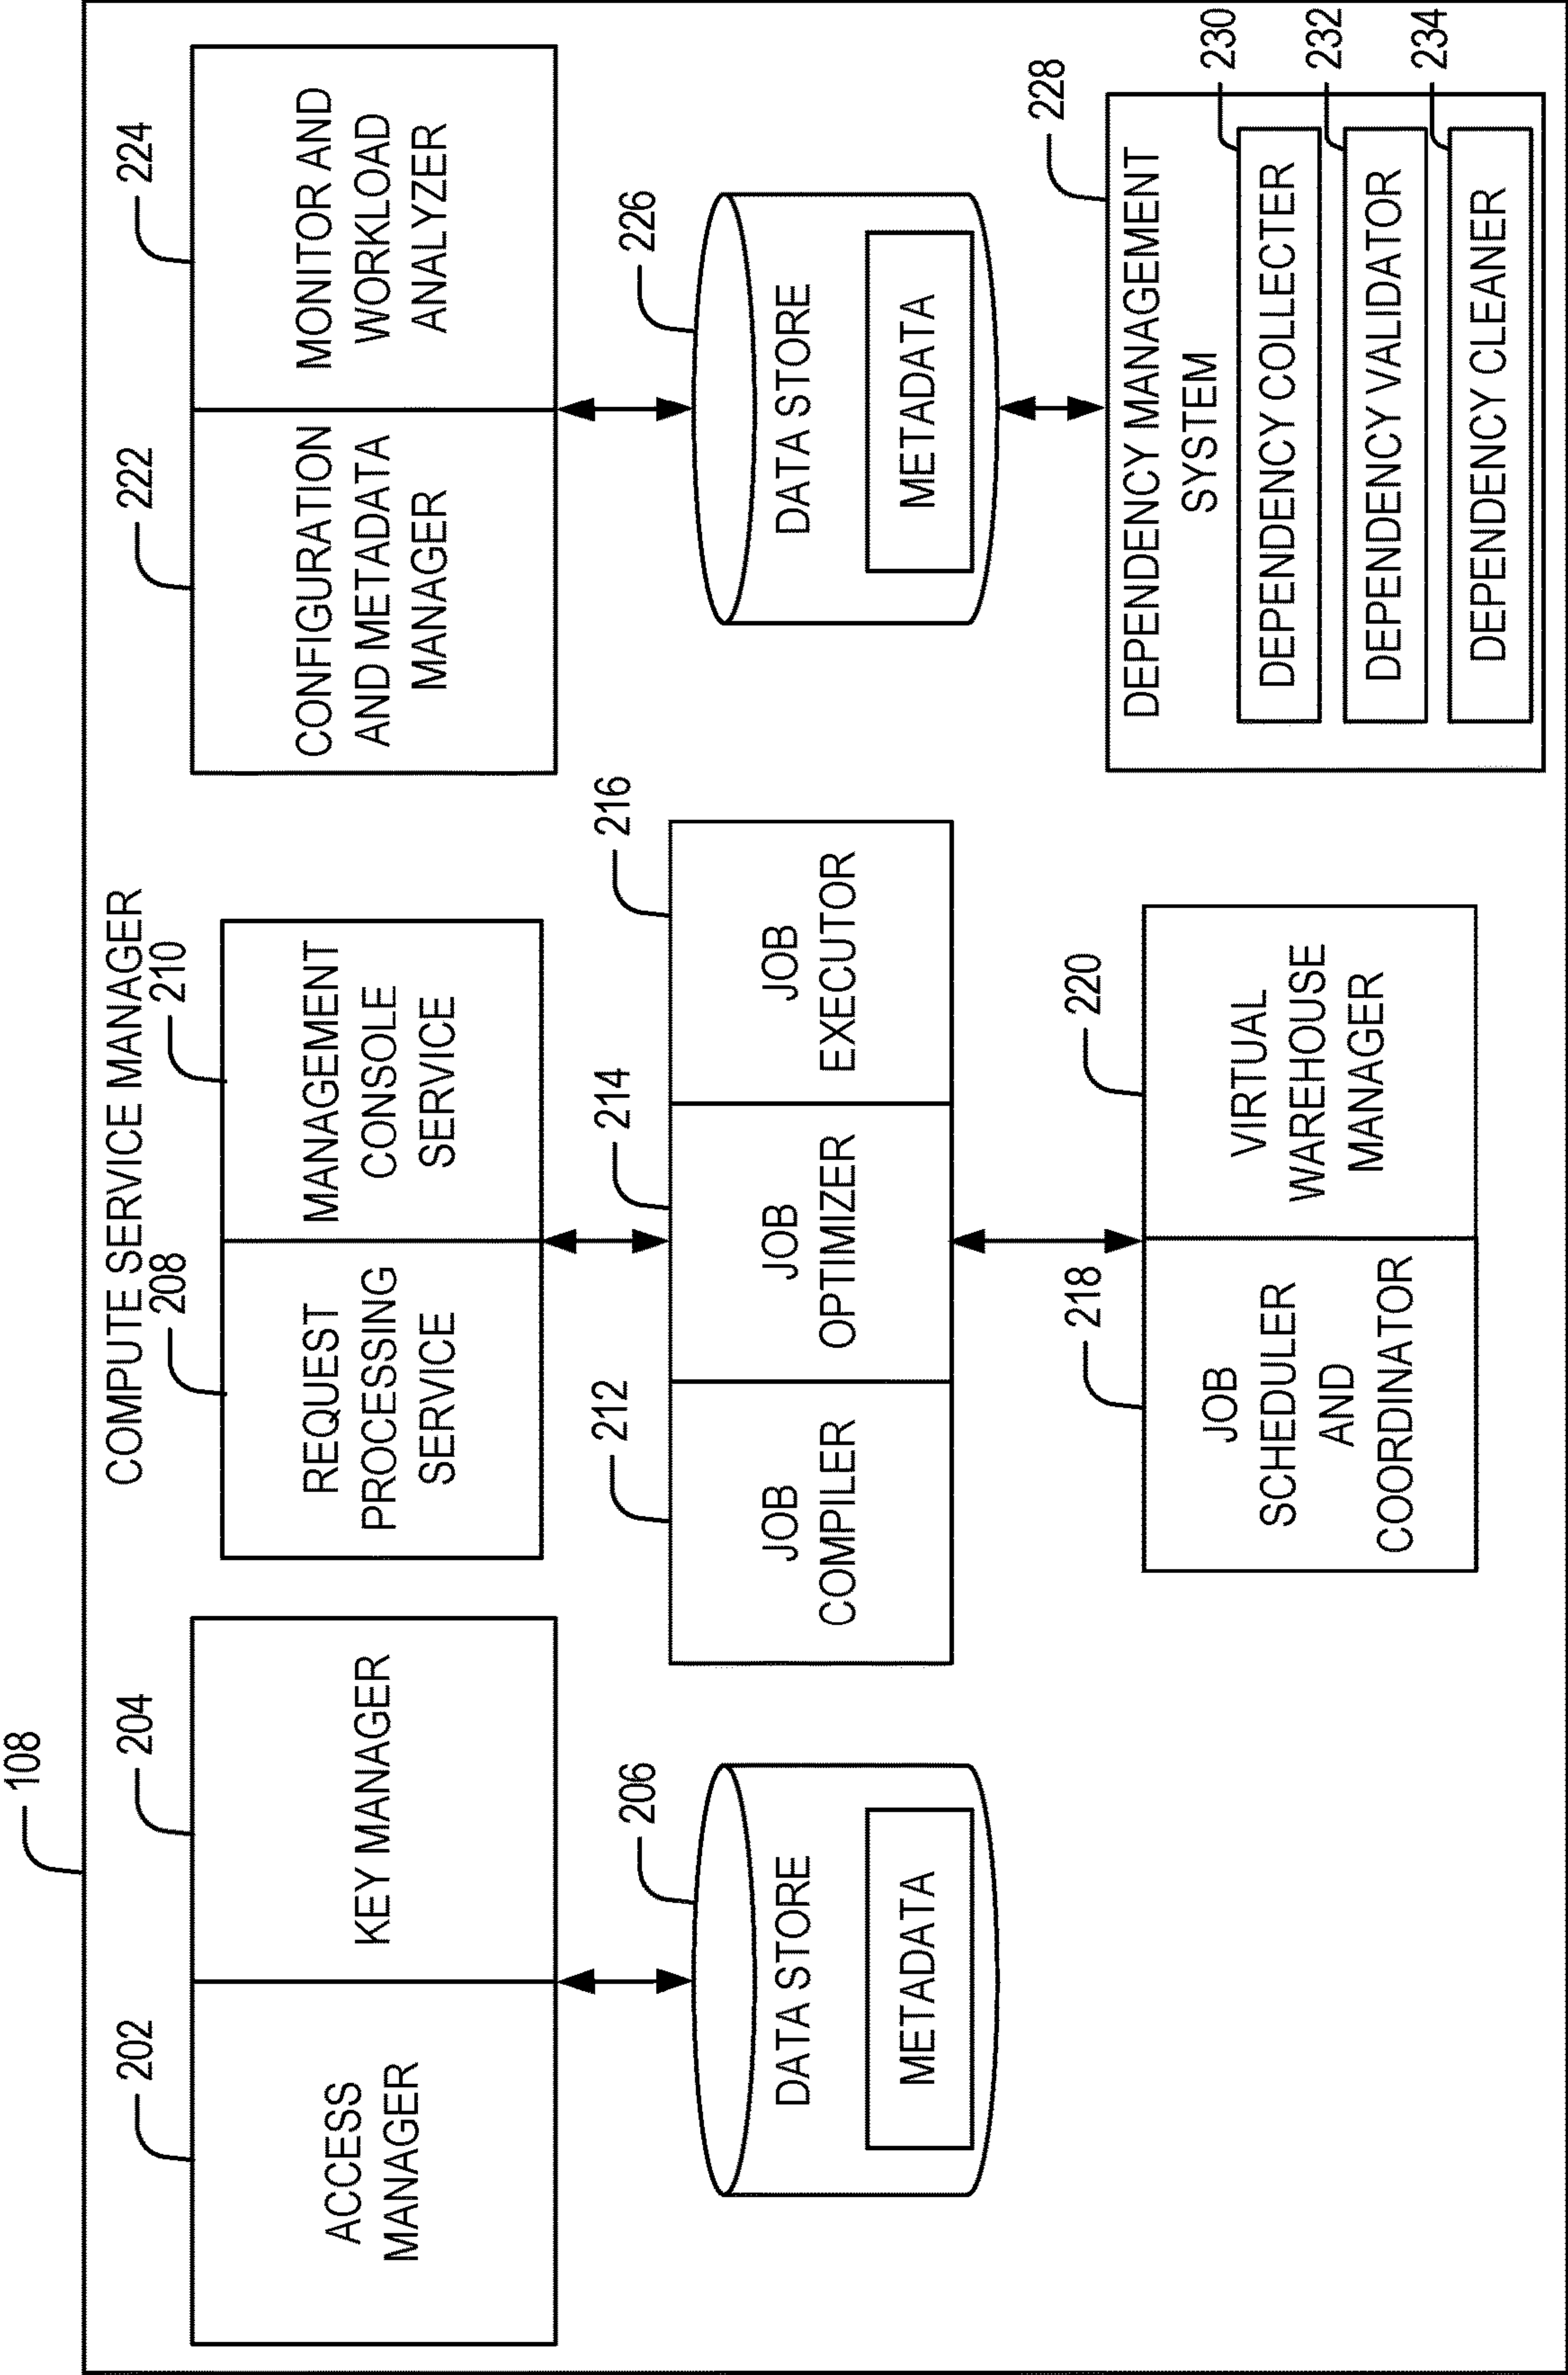 108
COMPUTE SERVICE MANAGER
202
204
ACCESS
MANAGER
KEY MANAGER
206
DATA STORE
METADATA
208
210
REQUEST
PROCESSING
SERVICE
MANAGEMENT
CONSOLE
SERVICE
212
214
216
JOB
COMPILER
JOB
OPTIMIZER
JOB
EXECUTOR
218
220
JOB
SCHEDULER
AND
COORDINATOR
VIRTUAL
WAREHOUSE
MANAGER
222
224
CONFIGURATION
AND METADATA
MANAGER
MONITOR AND
WORKLOAD
ANALYZER
226
DATA STORE
METADATA
228
DEPENDENCY MANAGEMENT
SYSTEM
DEPENDENCY COLLECTER
230
DEPENDENCY VALIDATOR
232
DEPENDENCY CLEANER
234